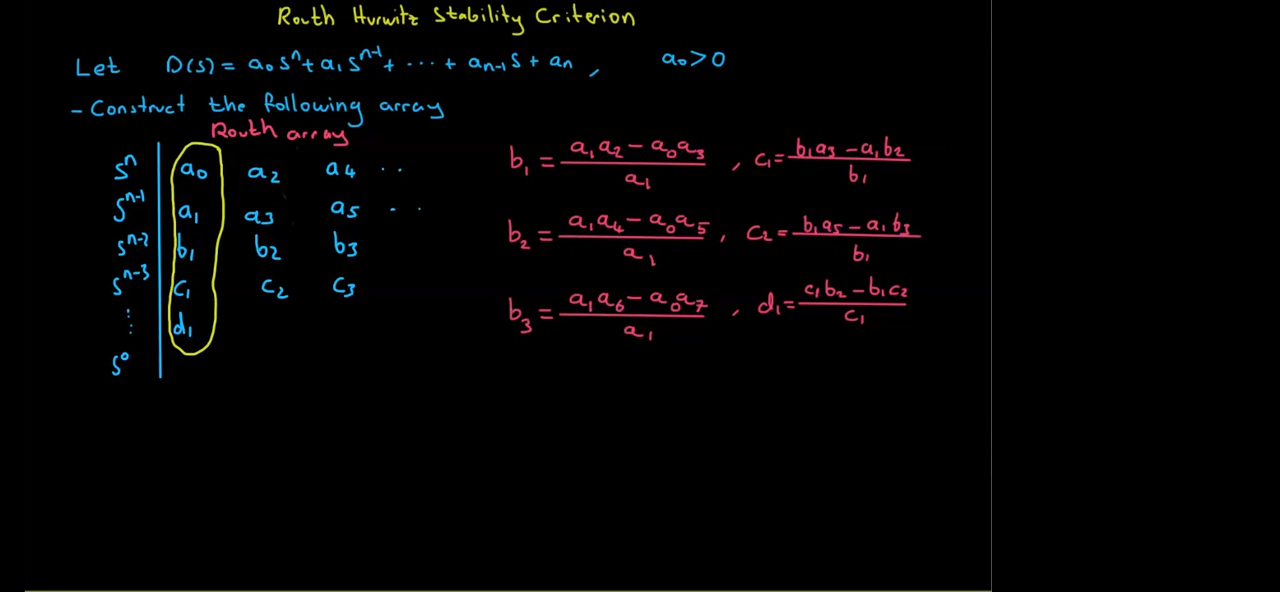 Routh Hurwitz Stability Criterion
Let D(s) = a₀sⁿ + a₁sⁿ⁻¹ + ⋯ + aₙ₋₁s + aₙ , a₀ > 0
- Construct the following array
Routh array
sⁿ | a₀ a₂ a₄ ⋅⋅
sⁿ⁻¹ | a₁ a₃ a₅ ⋅⋅
sⁿ⁻² | b₁ b₂ b₃
sⁿ⁻³ | c₁ c₂ c₃
⋮ | d₁
s⁰ |
b₁ = (a₁a₂ − a₀a₃)/a₁ , c₁ = (b₁a₃ − a₁b₂)/b₁
b₂ = (a₁a₄ − a₀a₅)/a₁ , c₂ = (b₁a₅ − a₁b₃)/b₁
b₃ = (a₁a₆ − a₀a₇)/a₁ , d₁ = (c₁b₂ − b₁c₂)/c₁